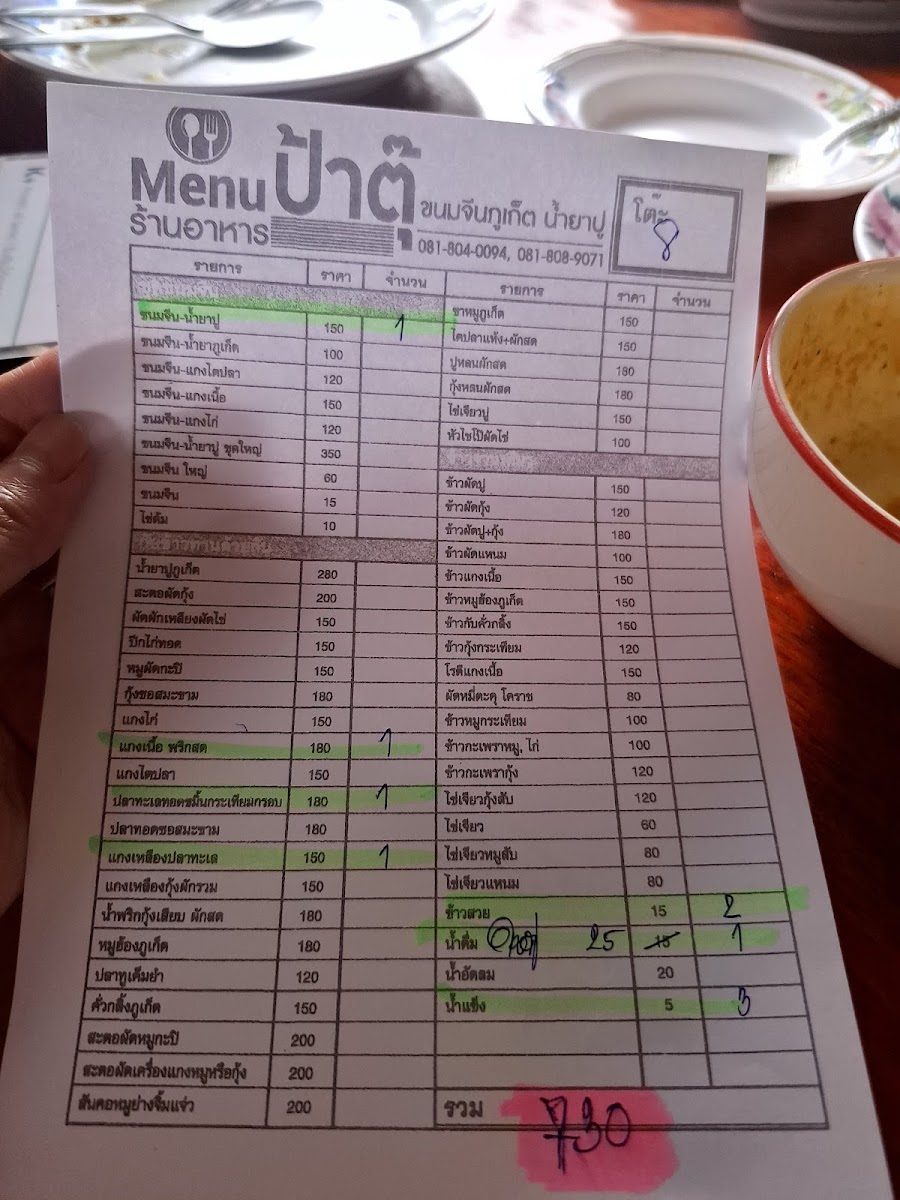 Menu ป้าตุ๊
ร้านอาหาร
ขนมจีนภูเก็ต น้ำยาปู
081-804-0094, 081-808-9071
โต๊ะ
8
รายการ ราคา จำนวน
ขนมจีน-น้ำยาปู 150 1
ขนมจีน-น้ำยาภูเก็ต 100
ขนมจีน-แกงไตปลา 120
ขนมจีน-แกงเนื้อ 150
ขนมจีน-แกงไก่ 120
ขนมจีน-น้ำยาปู ชุดใหญ่ 350
ขนมจีน ใหญ่ 60
ขนมจีน 15
ไข่ต้ม 10
น้ำยาปูภูเก็ต 280
สะตอผัดกุ้ง 200
ผัดผักเหลียงผัดไข่ 150
ปีกไก่ทอด 150
หมูผัดกะปิ 150
กุ้งซอสมะขาม 180
แกงไก่ 150
แกงเนื้อ พริกสด 180 1
แกงไตปลา 150
ปลาทะเลทอดขมิ้นกระเทียมกรอบ 180 1
ปลาทอดซอสมะขาม 180
แกงเหลืองปลาทะเล 150 1
แกงเหลืองกุ้งผักรวม 150
น้ำพริกกุ้งเสียบ ผักสด 180
หมูฮ้องภูเก็ต 180
ปลาทูเค็มยำ 120
คั่วกลิ้งภูเก็ต 150
สะตอผัดหมูกะปิ 200
สะตอผัดเครื่องแกงหมูหรือกุ้ง 200
สันคอหมูย่างจิ้มแจ่ว 200
รายการ ราคา จำนวน
ขาหมูภูเก็ต 150
ไตปลาแห้ง+ผักสด 150
ปูหลนผักสด 180
กุ้งหลนผักสด 180
ไข่เจียวปู 150
หัวไชโป๊ผัดไข่ 100
ข้าวผัดปู 150
ข้าวผัดกุ้ง 120
ข้าวผัดปู+กุ้ง 180
ข้าวผัดแหนม 100
ข้าวแกงเนื้อ 150
ข้าวหมูฮ้องภูเก็ต 150
ข้าวกับคั่วกลิ้ง 150
ข้าวกุ้งกระเทียม 120
โรตีแกงเนื้อ 150
ผัดหมี่ตะคุ โคราช 80
ข้าวหมูกระเทียม 100
ข้าวกะเพราหมู, ไก่ 100
ข้าวกะเพรากุ้ง 120
ไข่เจียวกุ้งสับ 120
ไข่เจียว 60
ไข่เจียวหมูสับ 80
ไข่เจียวแหนม 80
ข้าวสวย 15 2
น้ำดื่ม 25 15 1
น้ำอัดลม 20
น้ำแข็ง 5 3
รวม 730